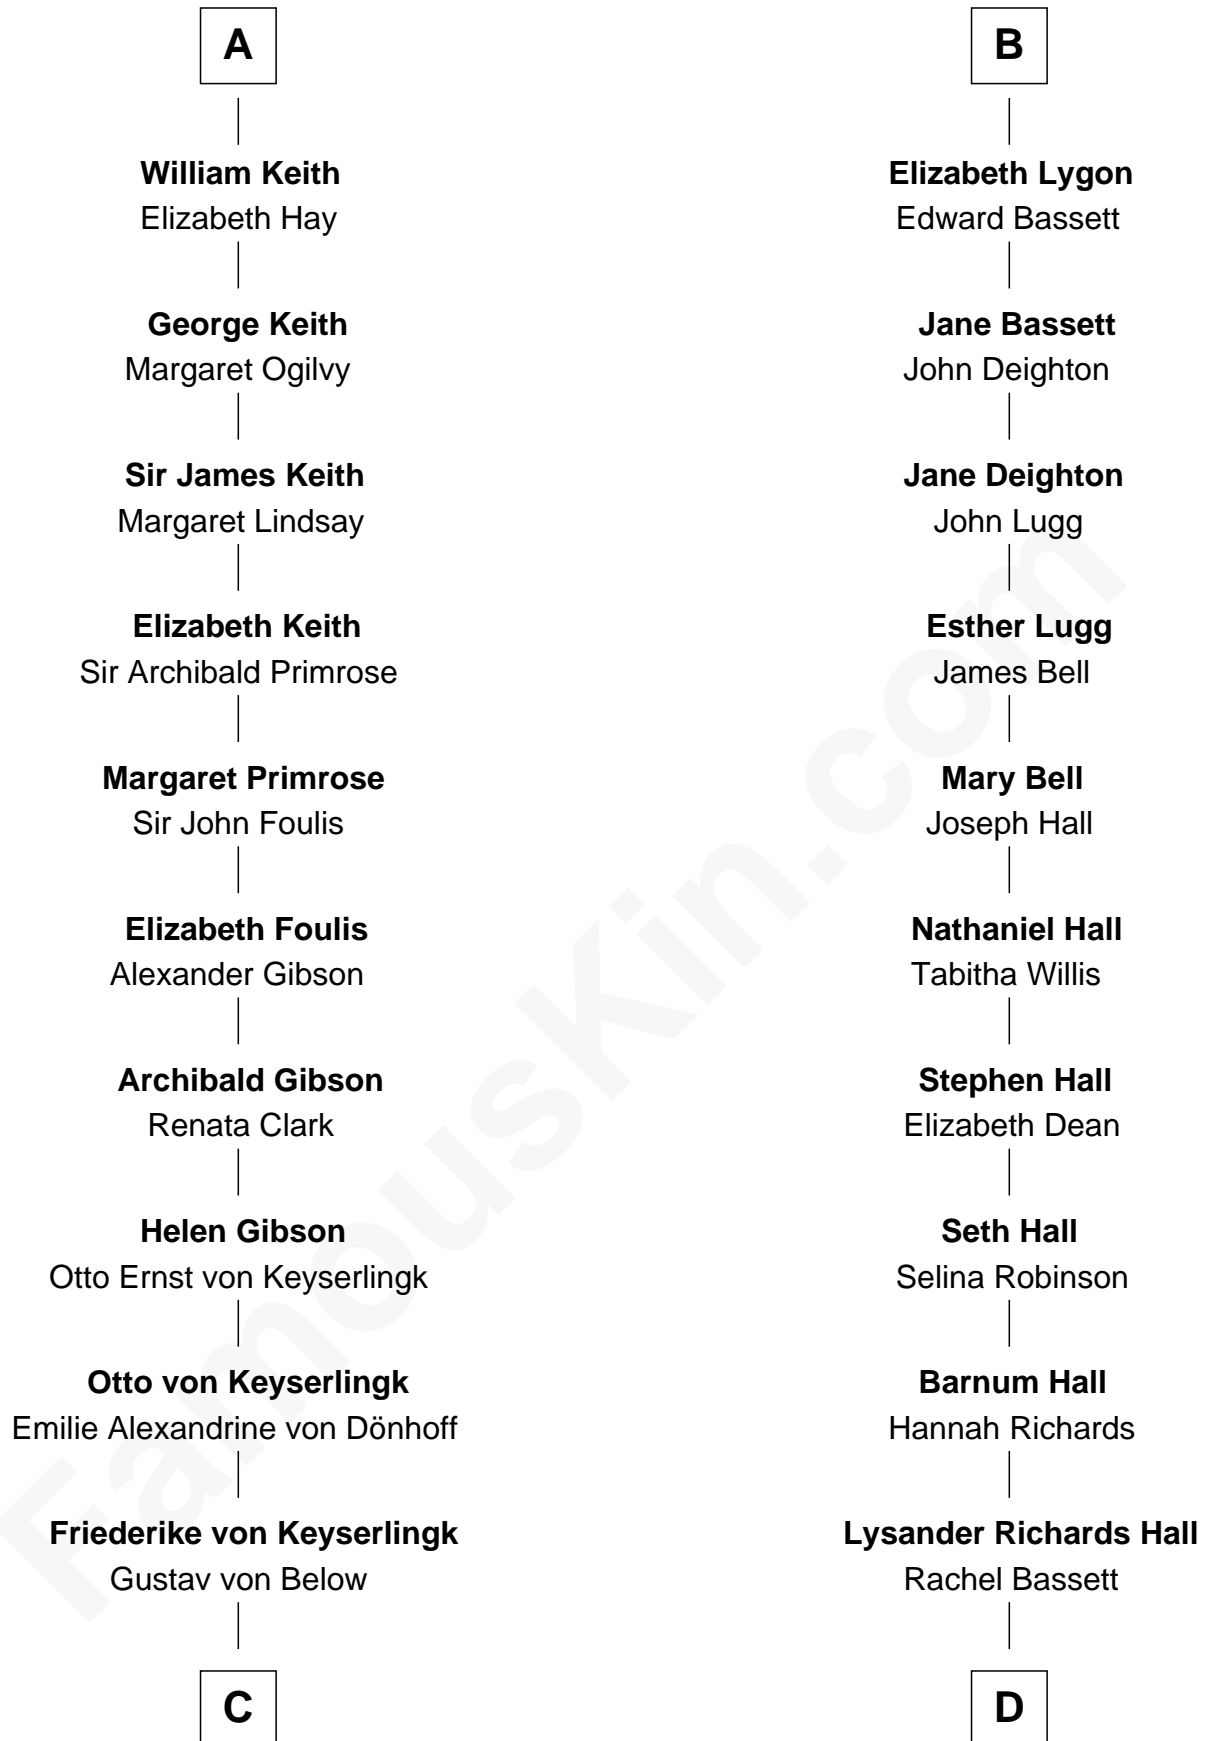 A
William Keith
Elizabeth Hay
George Keith
Margaret Ogilvy
Sir James Keith
Margaret Lindsay
Elizabeth Keith
Sir Archibald Primrose
Margaret Primrose
Sir John Foulis
Elizabeth Foulis
Alexander Gibson
Archibald Gibson
Renata Clark
Helen Gibson
Otto Ernst von Keyserlingk
Otto von Keyserlingk
Emilie Alexandrine von Dönhoff
Friederike von Keyserlingk
Gustav von Below
C
B
Elizabeth Lygon
Edward Bassett
Jane Bassett
John Deighton
Jane Deighton
John Lugg
Esther Lugg
James Bell
Mary Bell
Joseph Hall
Nathaniel Hall
Tabitha Willis
Stephen Hall
Elizabeth Dean
Seth Hall
Selina Robinson
Barnum Hall
Hannah Richards
Lysander Richards Hall
Rachel Bassett
D
FamousKin.com